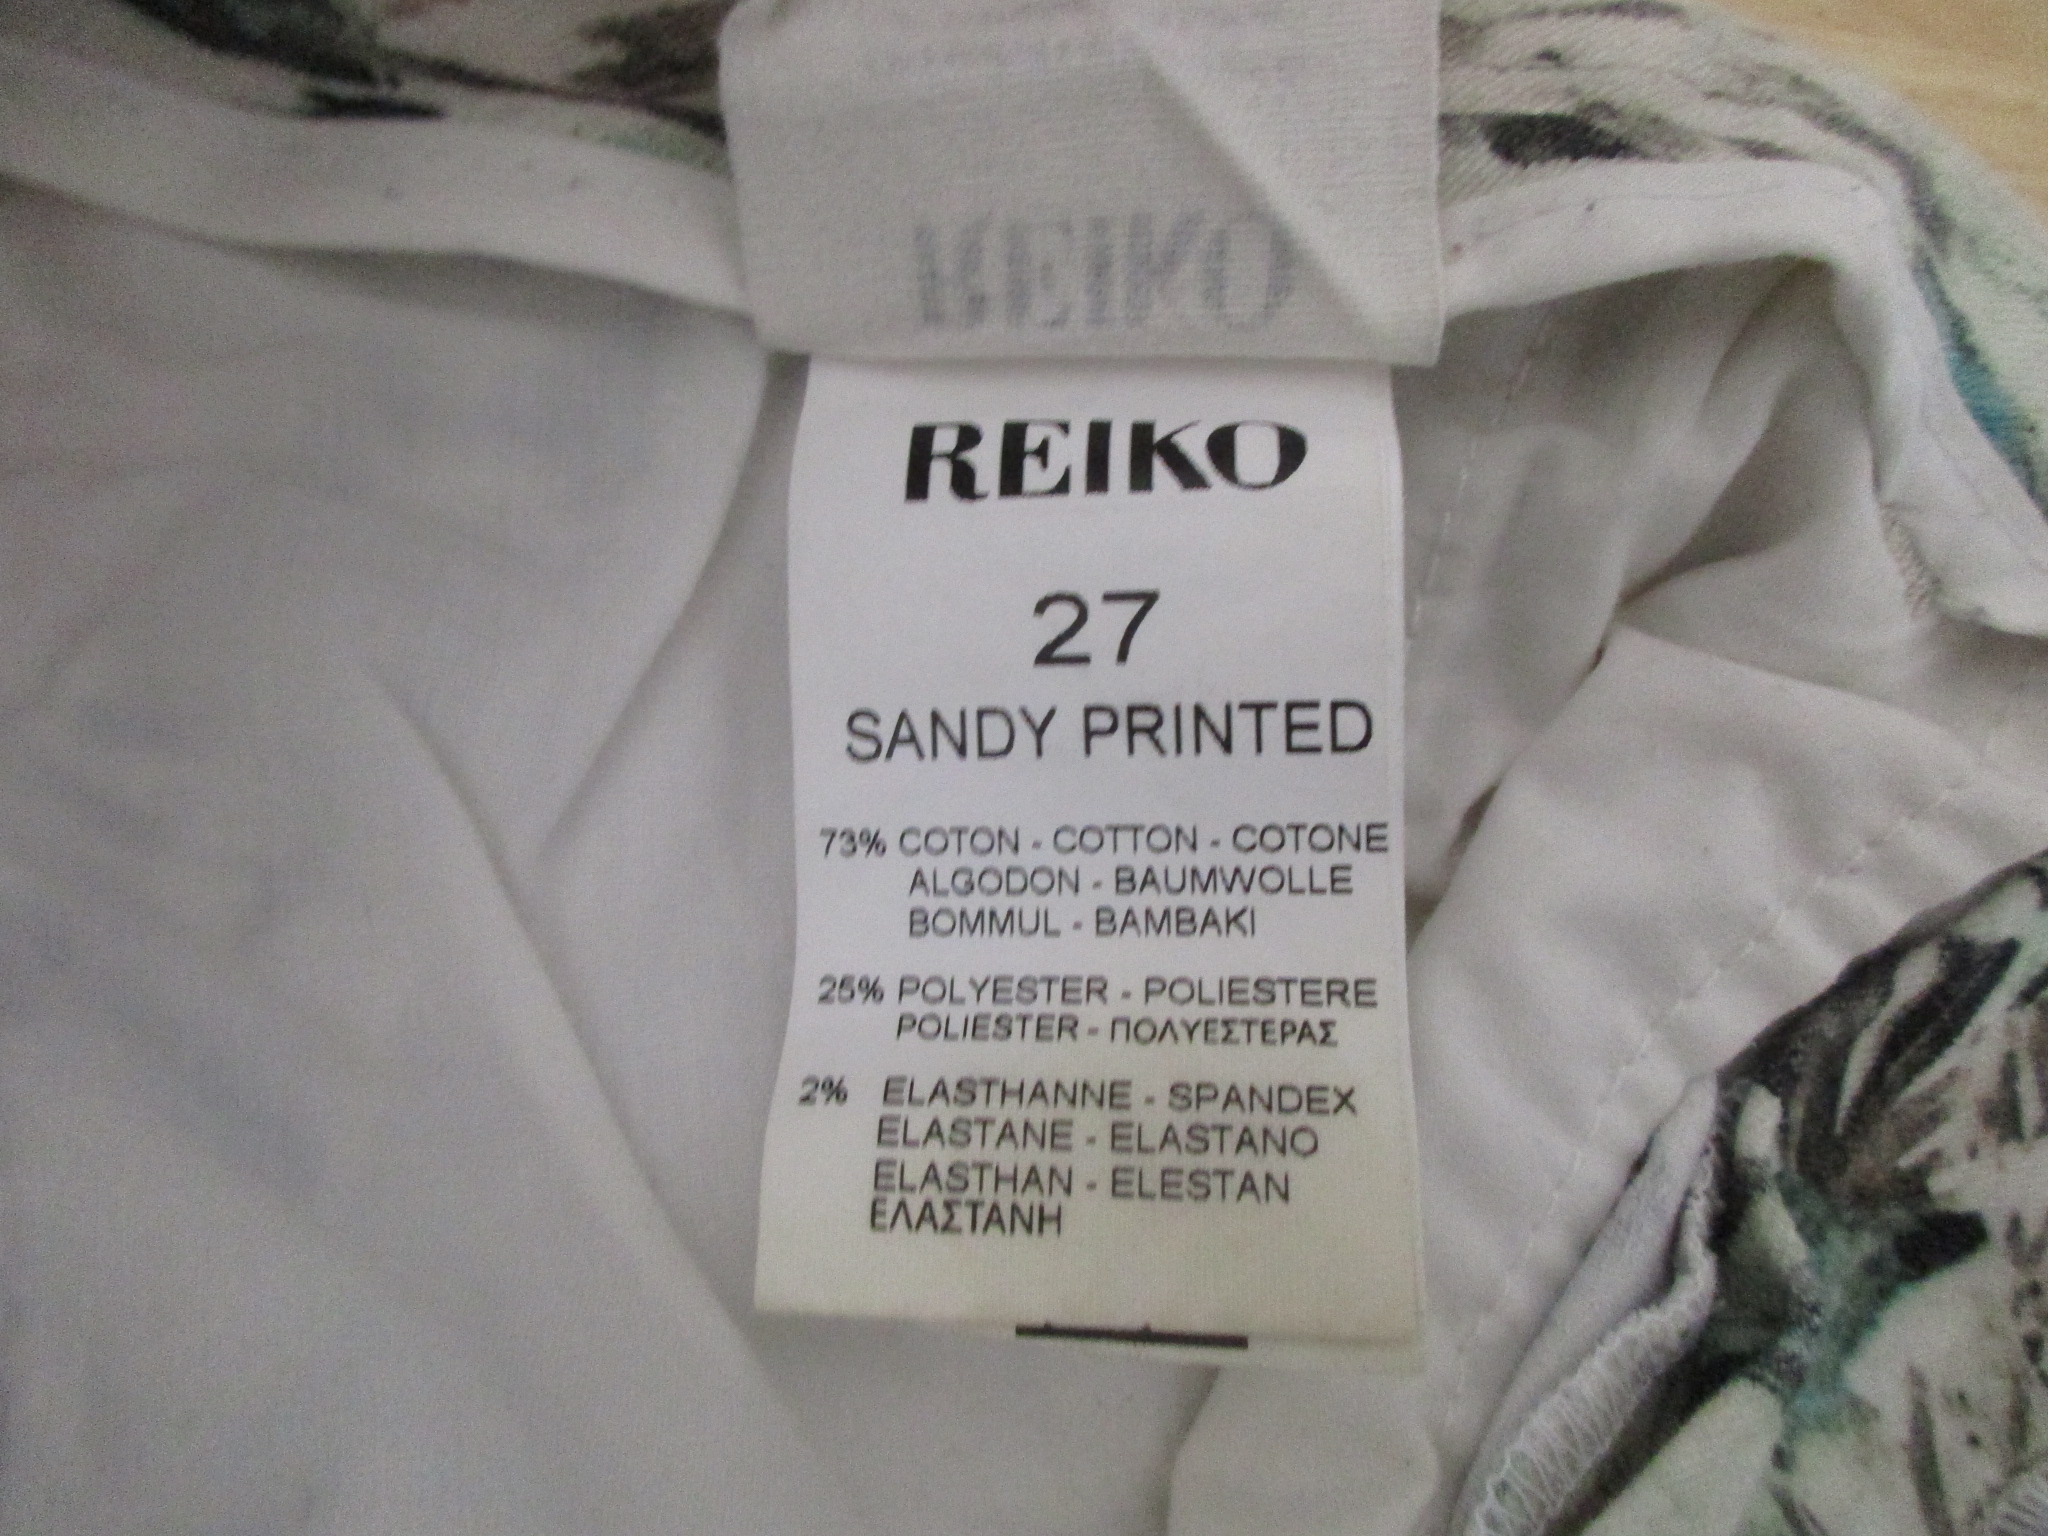 REIKO
REIKO
27
SANDY PRINTED
73% COTON - COTTON - COTONE
ALGODON - BAUMWOLLE
BOMMUL - BAMBAKI
25% POLYESTER - POLIESTERE
POLIESTER - ΠΟΛΥΕΣΤΕΡΑΣ
2% ELASTHANNE - SPANDEX
ELASTANE - ELASTANO
ELASTHAN - ELESTAN
ΕΛΑΣΤΑΝΗ